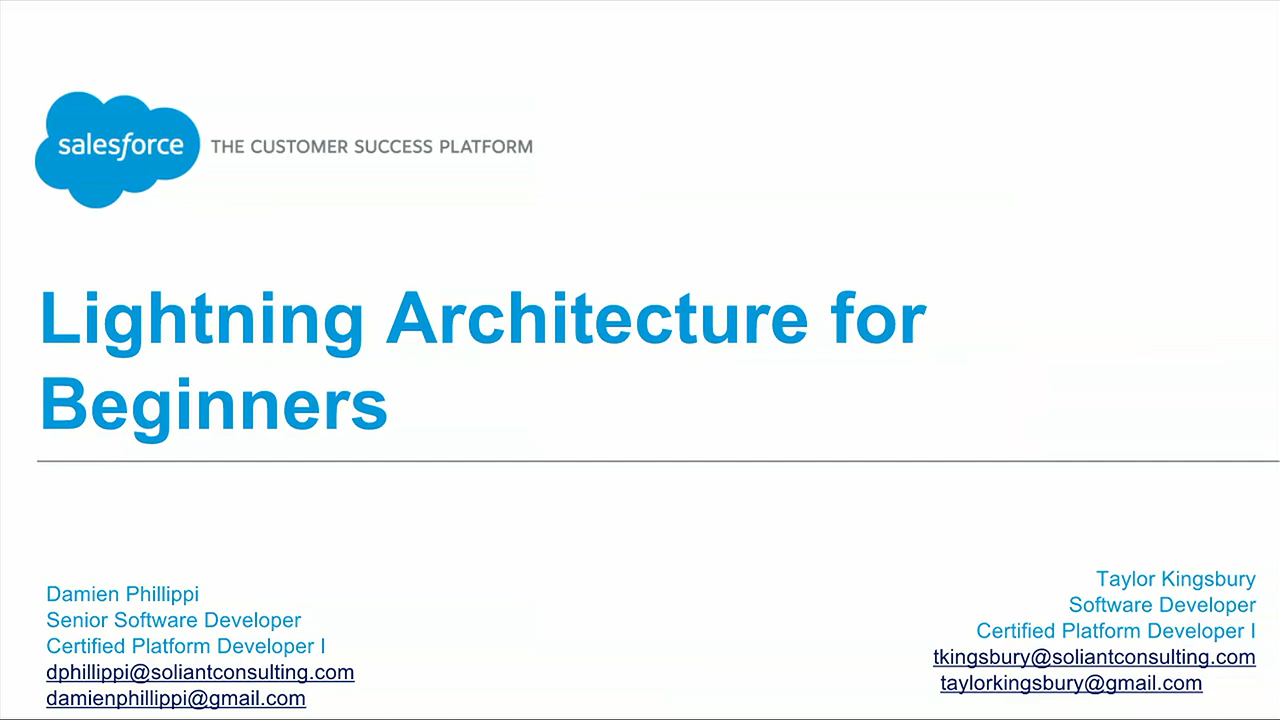 salesforce THE CUSTOMER SUCCESS PLATFORM
Lightning Architecture for
Beginners
Damien Phillippi
Senior Software Developer
Certified Platform Developer I
dphillippi@soliantconsulting.com
damienphillippi@gmail.com
Taylor Kingsbury
Software Developer
Certified Platform Developer I
tkingsbury@soliantconsulting.com
taylorkingsbury@gmail.com